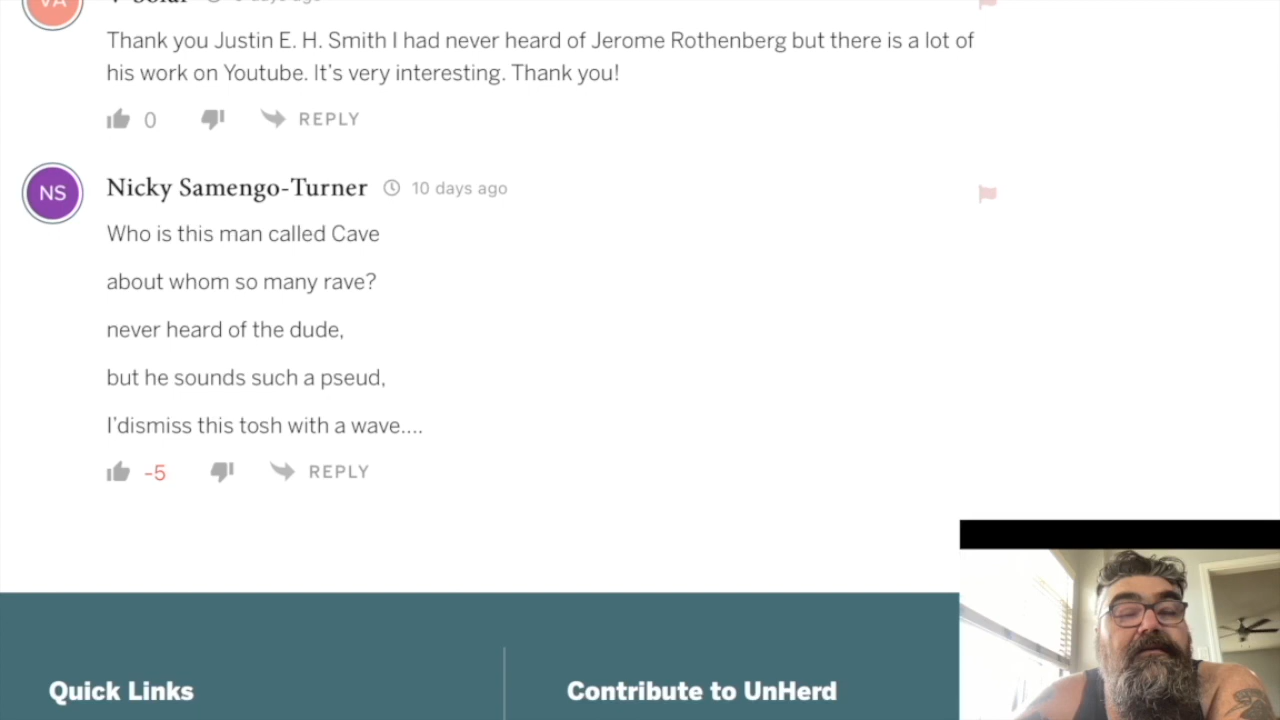 VA
Thank you Justin E. H. Smith I had never heard of Jerome Rothenberg but there is a lot of
his work on Youtube. It's very interesting. Thank you!
0 REPLY
NS
Nicky Samengo-Turner 10 days ago
Who is this man called Cave
about whom so many rave?
never heard of the dude,
but he sounds such a pseud,
I'dismiss this tosh with a wave....
-5 REPLY
Quick Links
Contribute to UnHerd